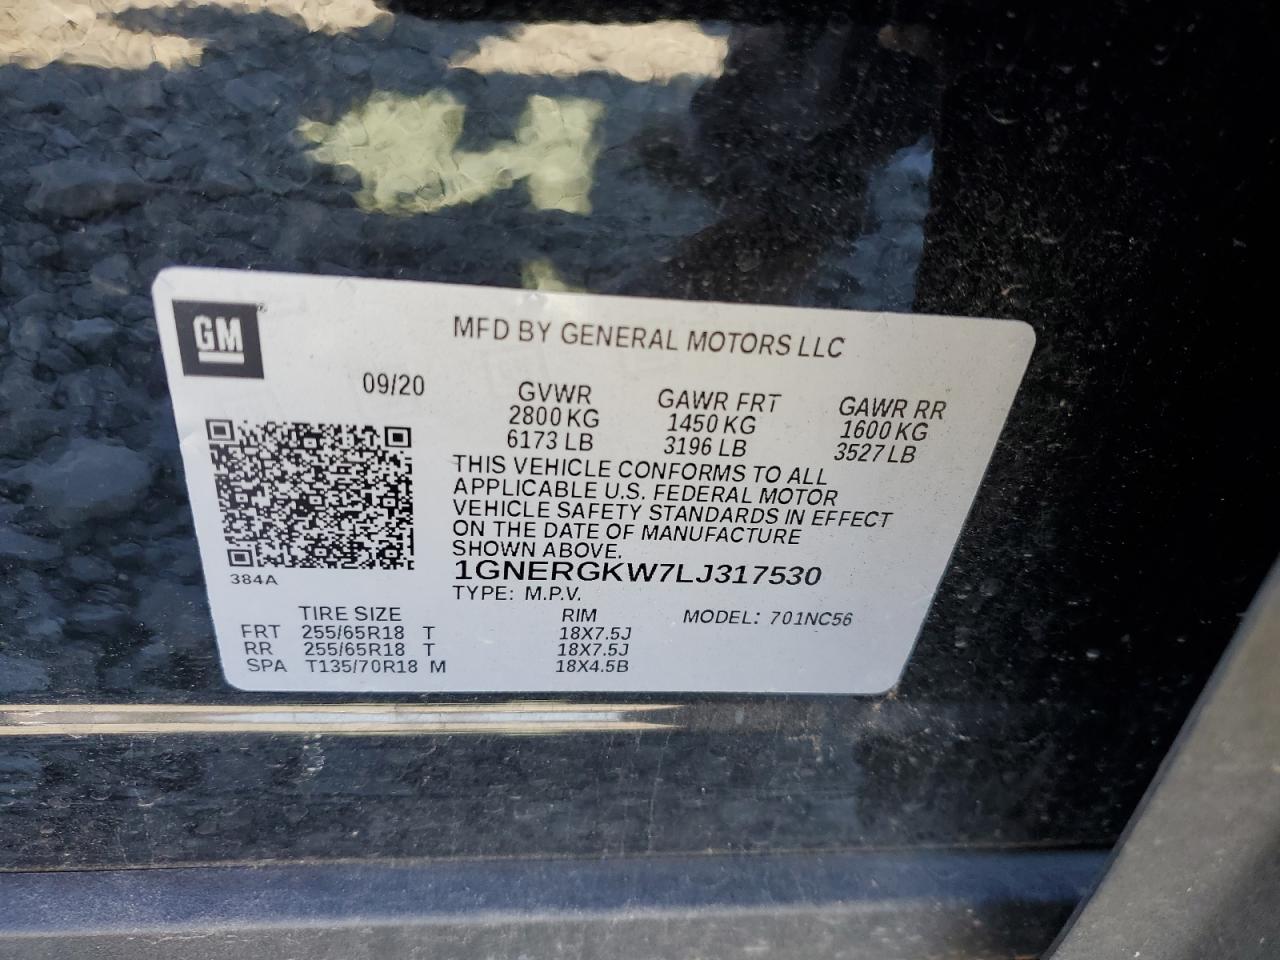 GM
MFD BY GENERAL MOTORS LLC
09/20
GVWR GAWR FRT GAWR RR
2800 KG 1450 KG 1600 KG
6173 LB 3196 LB 3527 LB
THIS VEHICLE CONFORMS TO ALL
APPLICABLE U.S. FEDERAL MOTOR
VEHICLE SAFETY STANDARDS IN EFFECT
ON THE DATE OF MANUFACTURE
SHOWN ABOVE.
1GNERGKW7LJ317530
384A
TYPE: M.P.V.
TIRE SIZE RIM MODEL: 701NC56
FRT 255/65R18 T 18X7.5J
RR 255/65R18 T 18X7.5J
SPA T135/70R18 M 18X4.5B